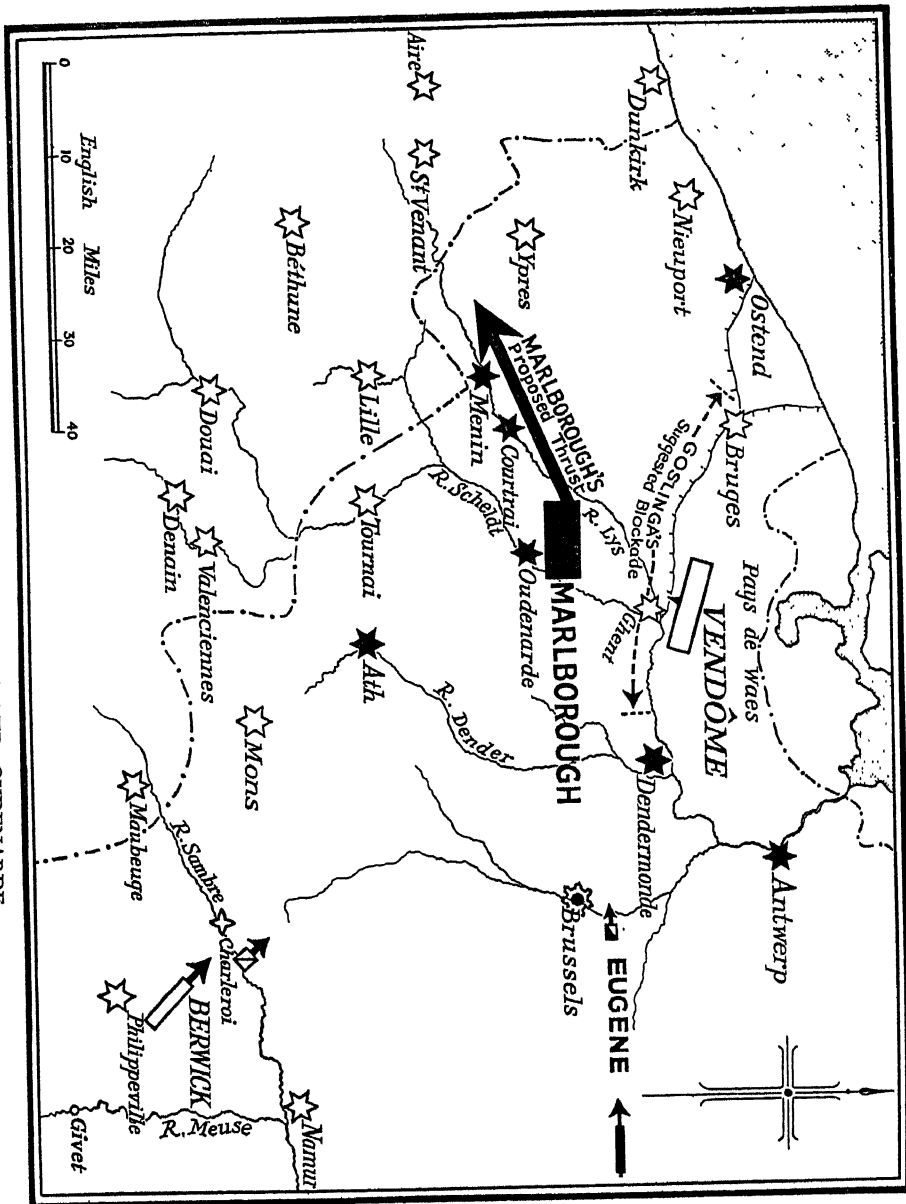 Dunkirk
Nieuport
Ostend
Bruges
Pays de Waes
Antwerp
VENDÔME
GOSLINGA'S
Suggested Blockade
Ghent
Dendermonde
Aire
St Venant
Ypres
MARLBOROUGH'S
Proposed Thrust
R. Lys
Menin
Courtrai
Oudenarde
MARLBOROUGH
Brussels
EUGENE
Béthune
Lille
R. Scheldt
Tournai
Ath
R. Dender
Douai
Denain
Valenciennes
Mons
Maubeuge
R. Sambre
Charleroi
BERWICK
Philippeville
Namur
R. Meuse
Givet
0 10 20 30 40
English Miles